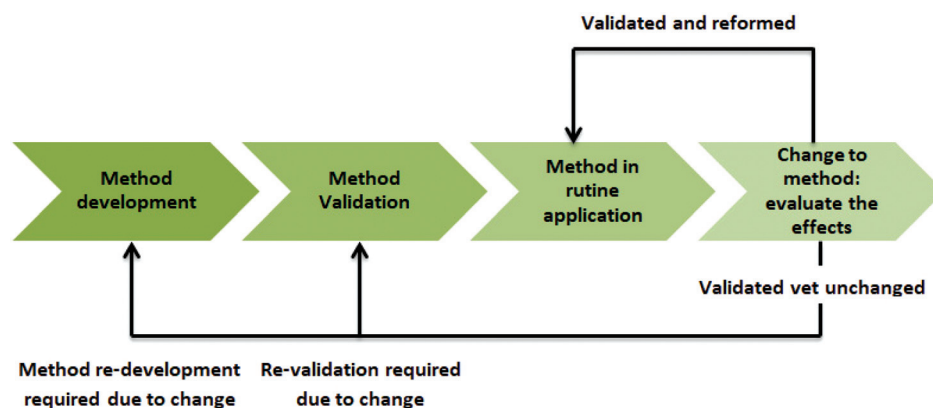 Validated and reformed
Method
development
Method
Validation
Method in
rutine
application
Change to
method:
evaluate the
effects
Validated vet unchanged
Method re-development
required due to change
Re-validation required
due to change